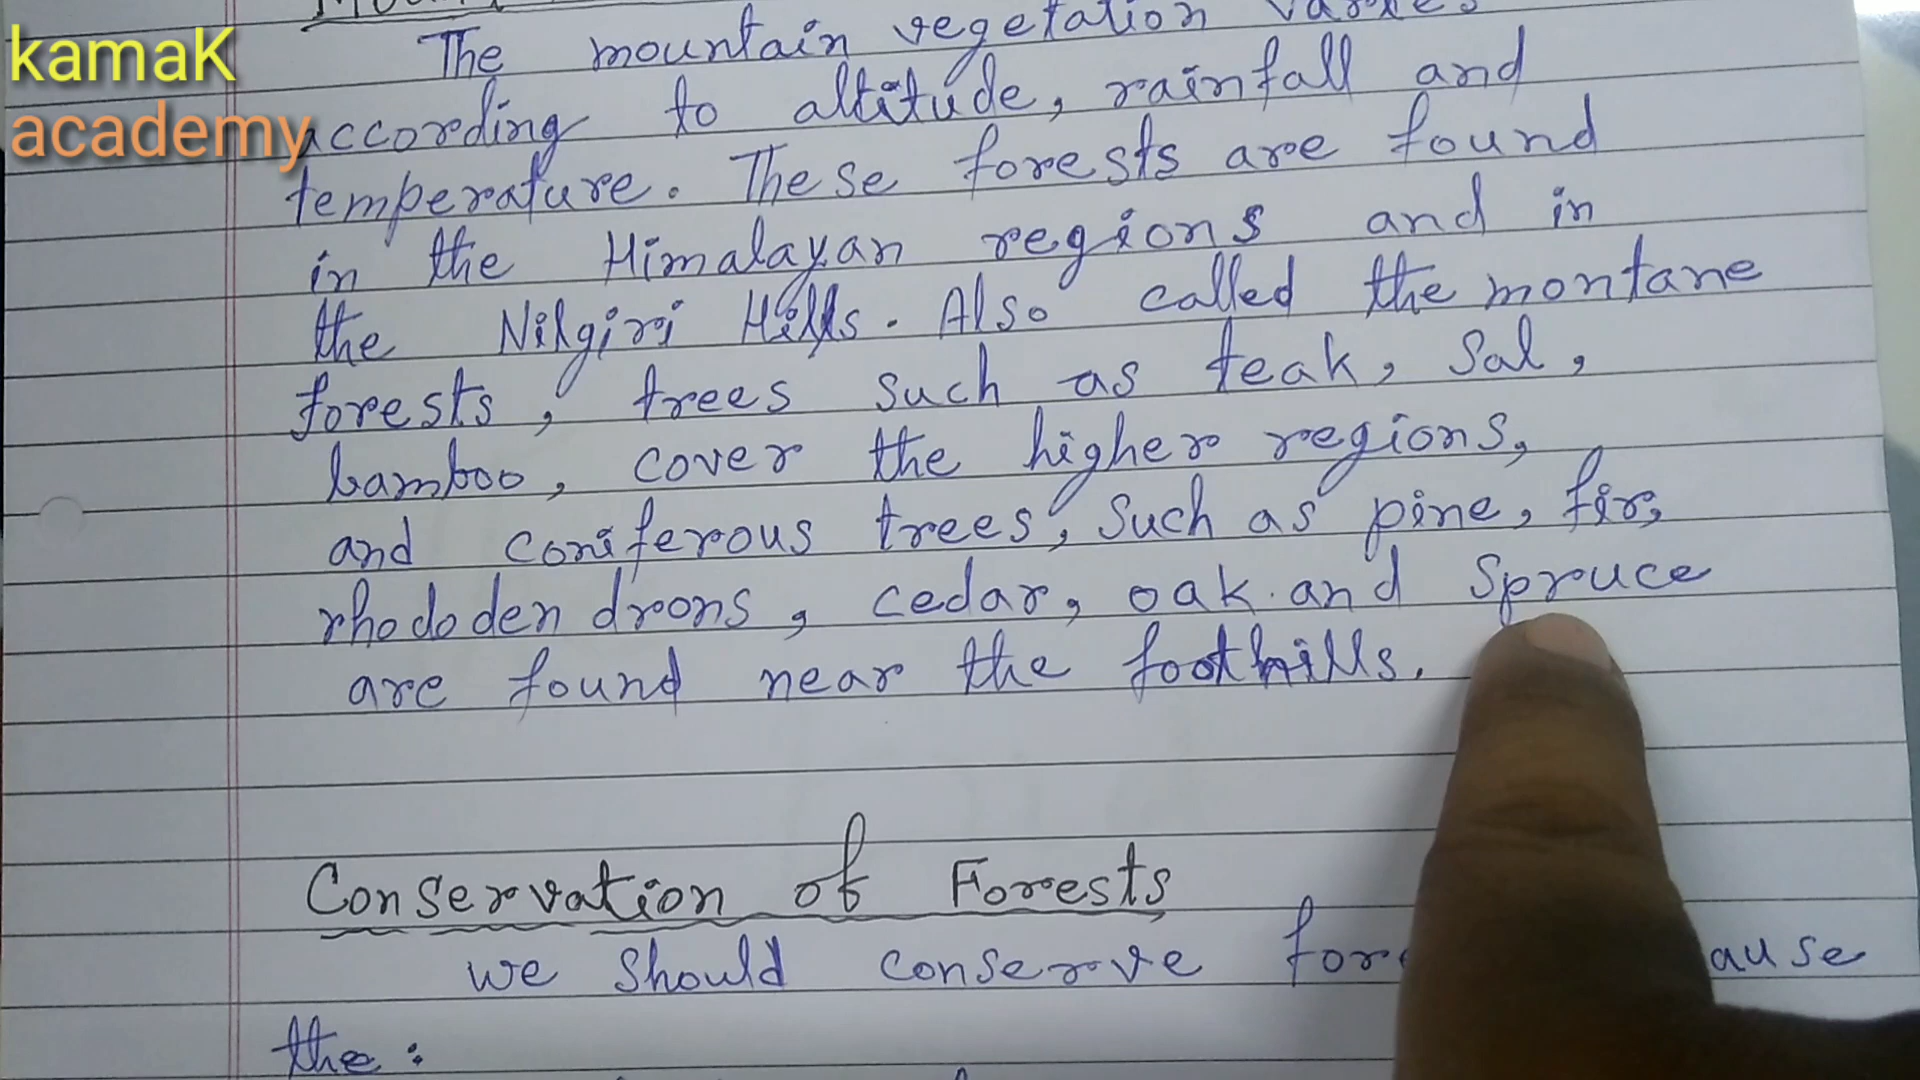 kamaK
academy
The mountain vegetation varies
according to altitude, rainfall and
temperature. These forests are found
in the Himalayan regions and in
the Nilgiri Hills. Also called the montane
forests, trees such as teak, Sal,
bamboo, cover the higher regions,
and coniferous trees, such as pine, fir,
rhododendrons, cedar, oak and spruce
are found near the foothills.
Conservation of Forests
we should conserve
the: